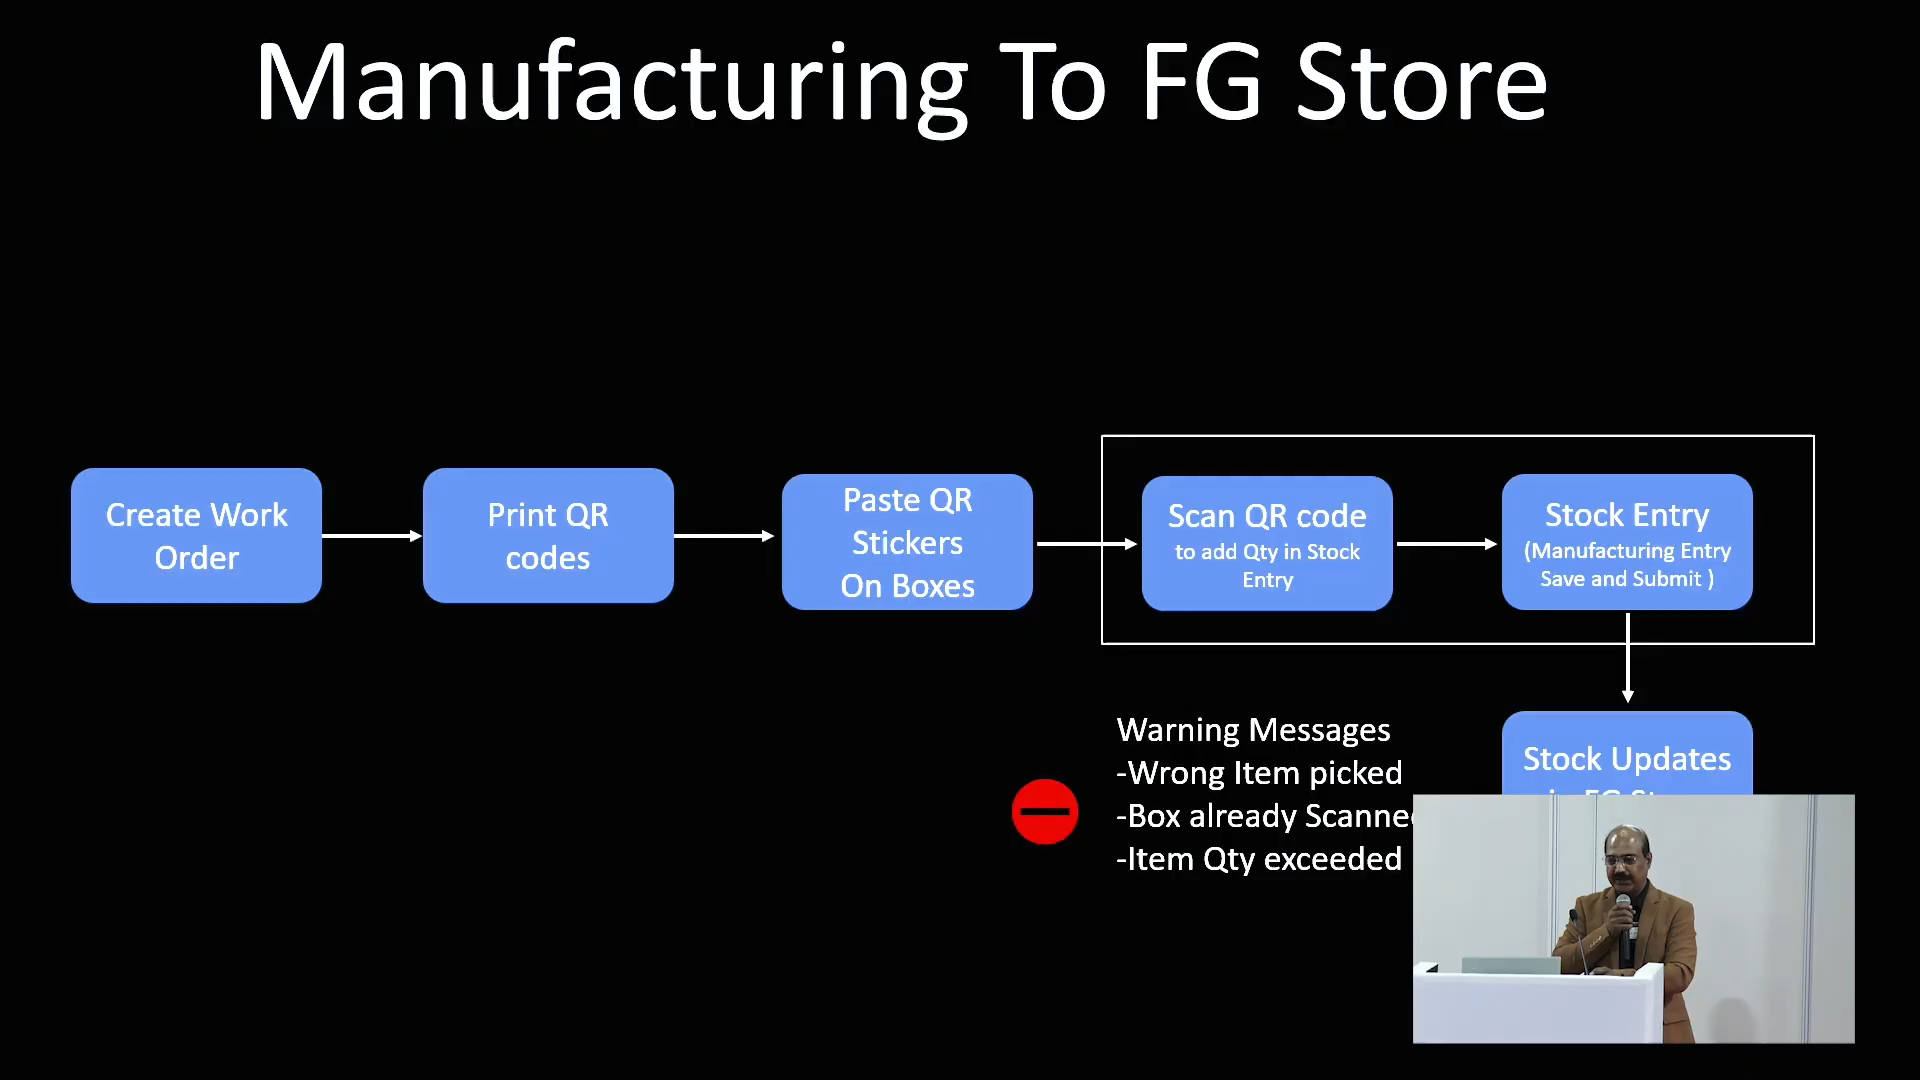 Manufacturing To FG Store
Create Work
Order
Print QR
codes
Paste QR
Stickers
On Boxes
Scan QR code
to add Qty in Stock
Entry
Stock Entry
(Manufacturing Entry
Save and Submit )
Stock Updates
Warning Messages
-Wrong Item picked
-Box already Scanned
-Item Qty exceeded